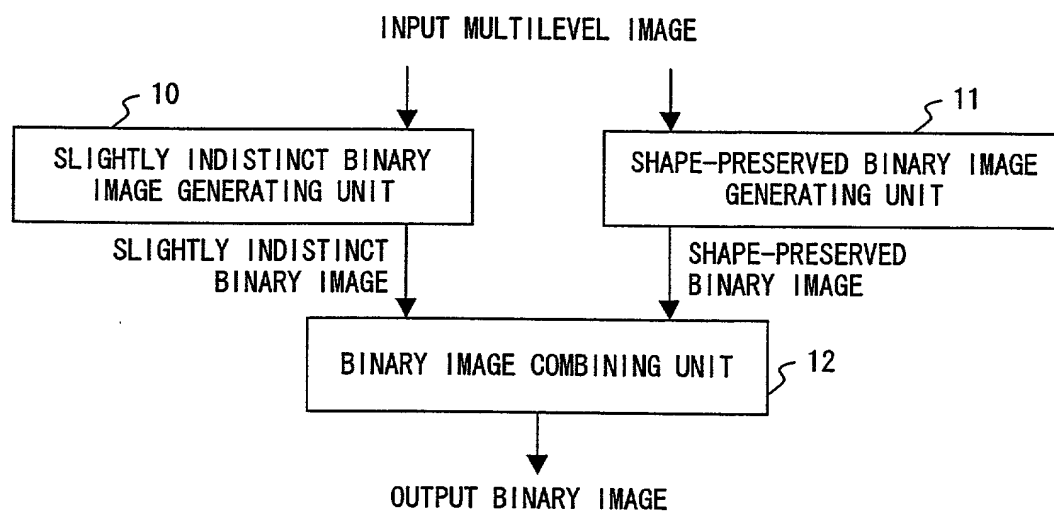 INPUT MULTILEVEL IMAGE
10
11
SLIGHTLY INDISTINCT BINARY
IMAGE GENERATING UNIT
SHAPE-PRESERVED BINARY IMAGE
GENERATING UNIT
SLIGHTLY INDISTINCT
BINARY IMAGE
SHAPE-PRESERVED
BINARY IMAGE
BINARY IMAGE COMBINING UNIT
12
OUTPUT BINARY IMAGE